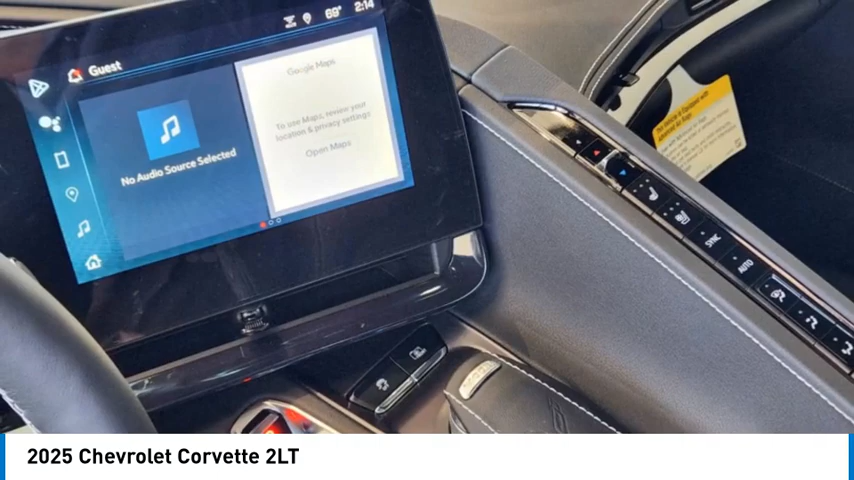 68° 2:14
Guest
Google Maps
To use Maps, review your
location & privacy settings
Open Maps
No Audio Source Selected
SYNC
AUTO
2025 Chevrolet Corvette 2LT